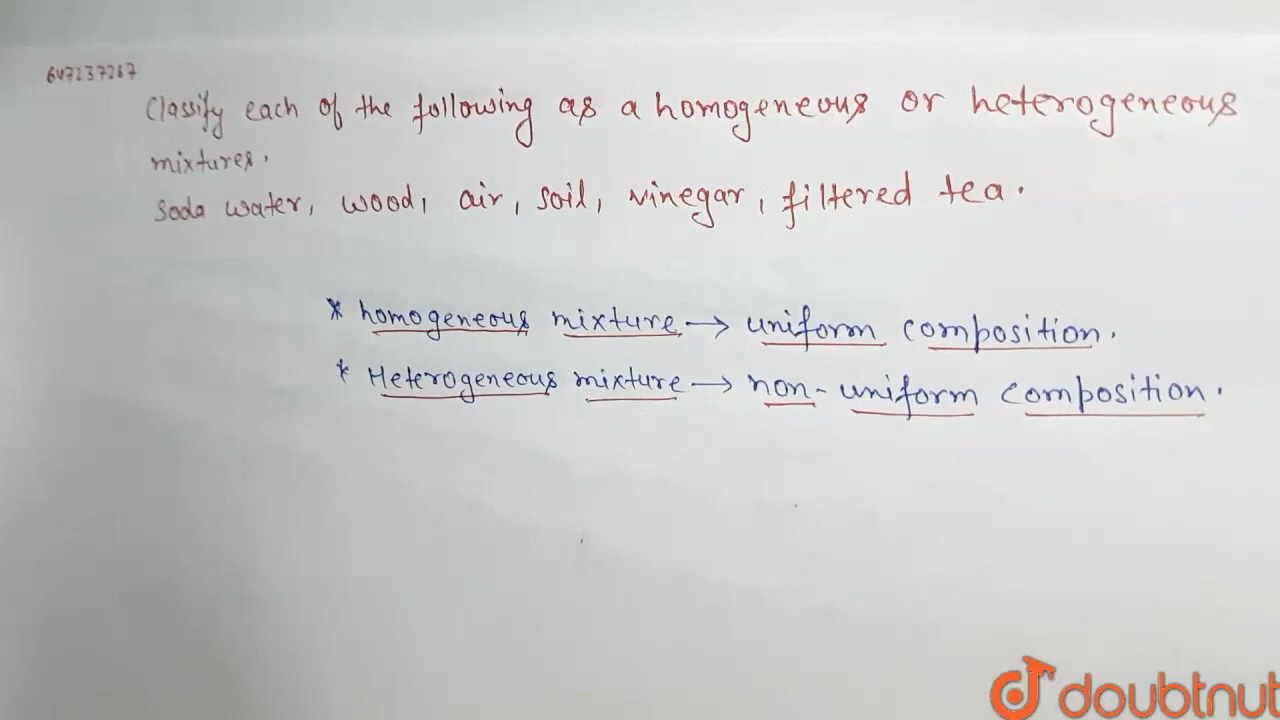 647237267
Classify each of the following as a homogeneous or heterogeneous
mixtures.
Soda water, wood, air, soil, vinegar, filtered tea.
* homogeneous mixture → uniform composition.
* Heterogeneous mixture → non-uniform composition.
doubtnut